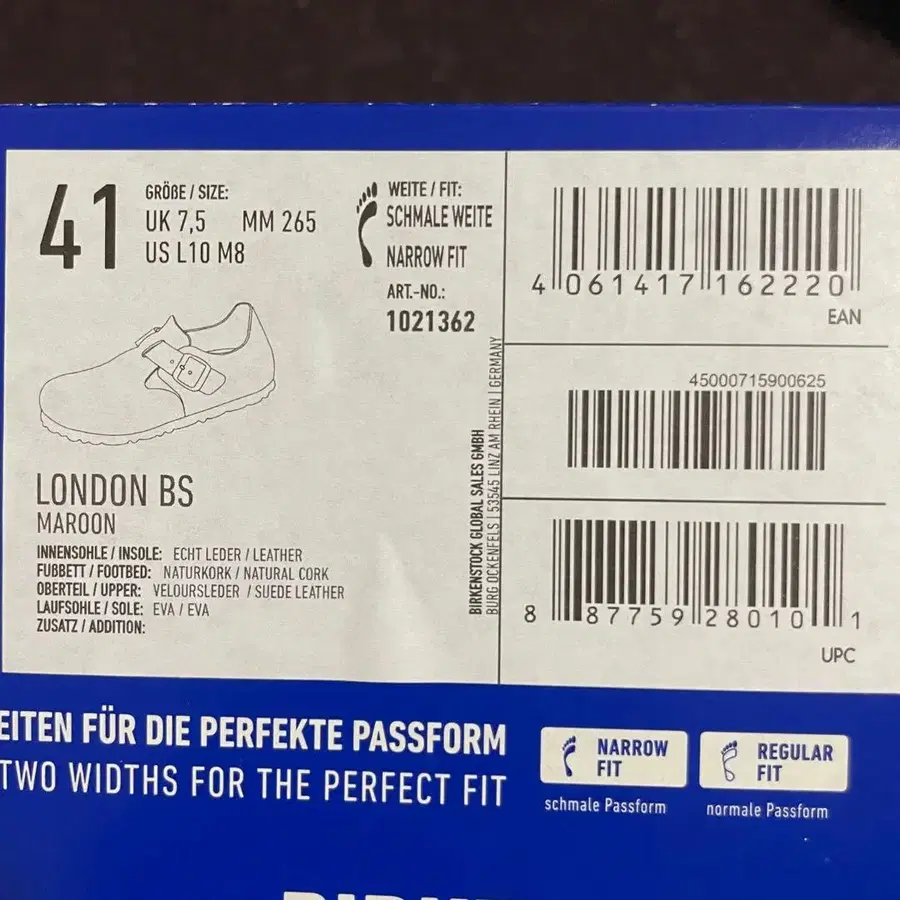 41
GRÖßE / SIZE:
UK 7,5 MM 265
US L10 M8
WEITE / FIT:
SCHMALE WEITE
NARROW FIT
ART.-NO.:
1021362
LONDON BS
MAROON
INNENSOHLE / INSOLE: ECHT LEDER / LEATHER
FUBBETT / FOOTBED: NATURKORK / NATURAL CORK
OBERTEIL / UPPER: VELOURSLEDER / SUEDE LEATHER
LAUFSOHLE / SOLE: EVA / EVA
ZUSATZ / ADDITION:
BIRKENSTOCK GLOBAL SALES GMBH
BURG OCKENFELS | 53545 LINZ AM RHEIN | GERMANY
4 061417 162220
EAN
45000715900625
8 87759 28010 1
UPC
EITEN FÜR DIE PERFEKTE PASSFORM
TWO WIDTHS FOR THE PERFECT FIT
NARROW
FIT
schmale Passform
REGULAR
FIT
normale Passform